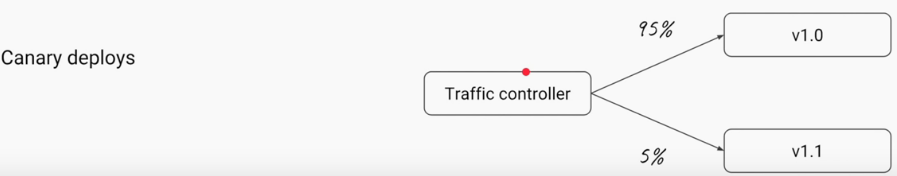 Canary deploys
Traffic controller
95%
v1.0
5%
v1.1